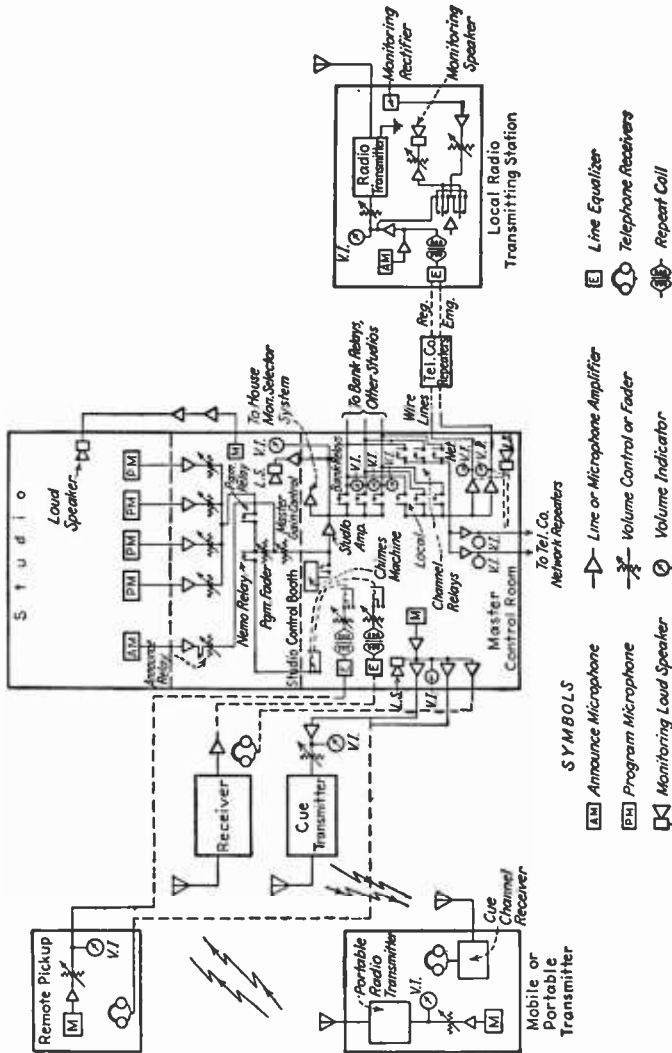 Remote Pickup
M
V.I.
Portable
Radio
Transmitter
V.I.
M
Cue
Channel
Receiver
Mobile or
Portable
Transmitter
Receiver
Cue
Transmitter
V.I.
Studio
Loud
Speaker
AM
PM
PM
PM
PM
Announce
Relay
Nemo Relay
Pgm. Fader
Pgm.
Relay
Master
Gain Control
M
V.I.
L.S.
Studio Control Booth
To House
Mon. Selector
System
Bank Relays
Studio
Amp.
V.I.
V.I.
V.I.
To Bank Relays,
Other Studios
Chimes
Machine
E
E
M
L.S.
V.I.
Local
Channel
Relays
Net
Wire
Lines
V.I.
V.I.
V.I.
V.I.
L.S.
Master
Control Room
To Tel. Co.
Network Repeaters
Tel. Co.
Repeaters
Reg.
Emg.
V.I.
AM
E
Radio
Transmitter
Monitoring
Rectifier
Monitoring
Speaker
Local Radio
Transmitting Station
SYMBOLS
AM Announce Microphone
PM Program Microphone
Monitoring Loud Speaker
Line or Microphone Amplifier
Volume Control or Fader
Volume Indicator
E Line Equalizer
Telephone Receivers
Repeat Coil